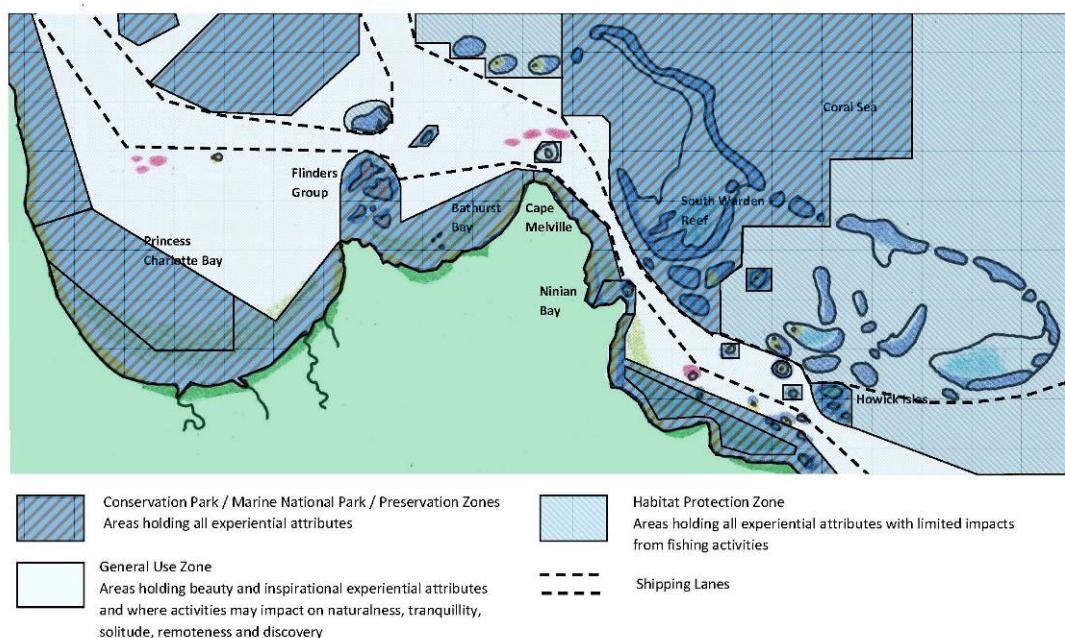 Coral Sea
Flinders
Group
Princess
Charlotte Bay
Bathurst
Bay
Cape
Melville
South Warden
Reef
Ninian
Bay
Howick Isles
Conservation Park / Marine National Park / Preservation Zones
Areas holding all experiential attributes
General Use Zone
Areas holding beauty and inspirational experiential attributes
and where activities may impact on naturalness, tranquillity,
solitude, remoteness and discovery
Habitat Protection Zone
Areas holding all experiential attributes with limited impacts
from fishing activities
Shipping Lanes